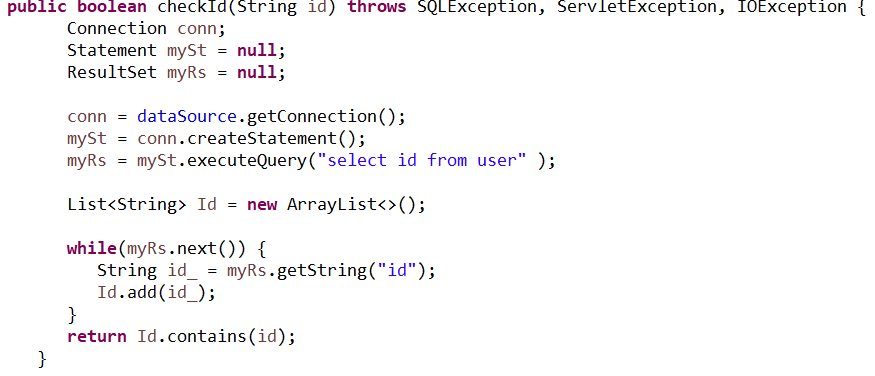 public boolean checkId(String id) throws SQLException, ServletException, IOException {
Connection conn;
Statement mySt = null;
ResultSet myRs = null;
conn = dataSource.getConnection();
mySt = conn.createStatement();
myRs = mySt.executeQuery("select id from user" );
List<String> Id = new ArrayList<>();
while(myRs.next()) {
String id_ = myRs.getString("id");
Id.add(id_);
}
return Id.contains(id);
}